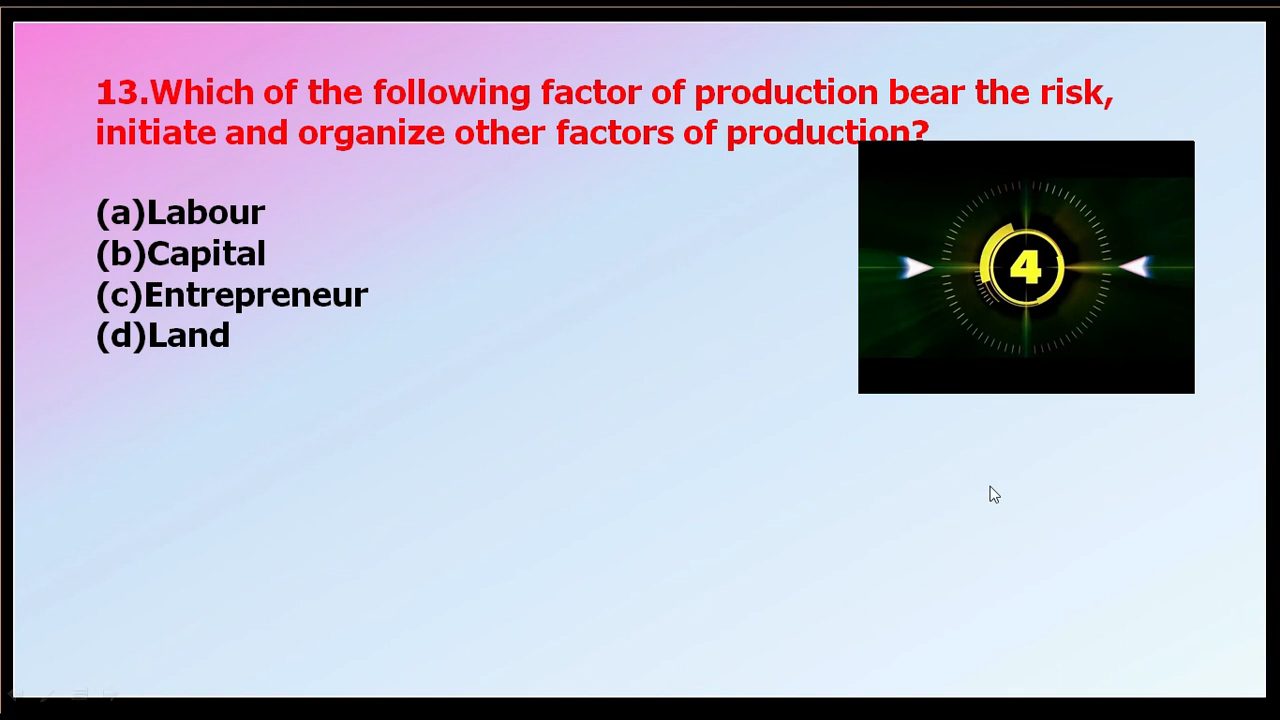 13.Which of the following factor of production bear the risk,
initiate and organize other factors of production?
(a)Labour
(b)Capital
(c)Entrepreneur
(d)Land
4